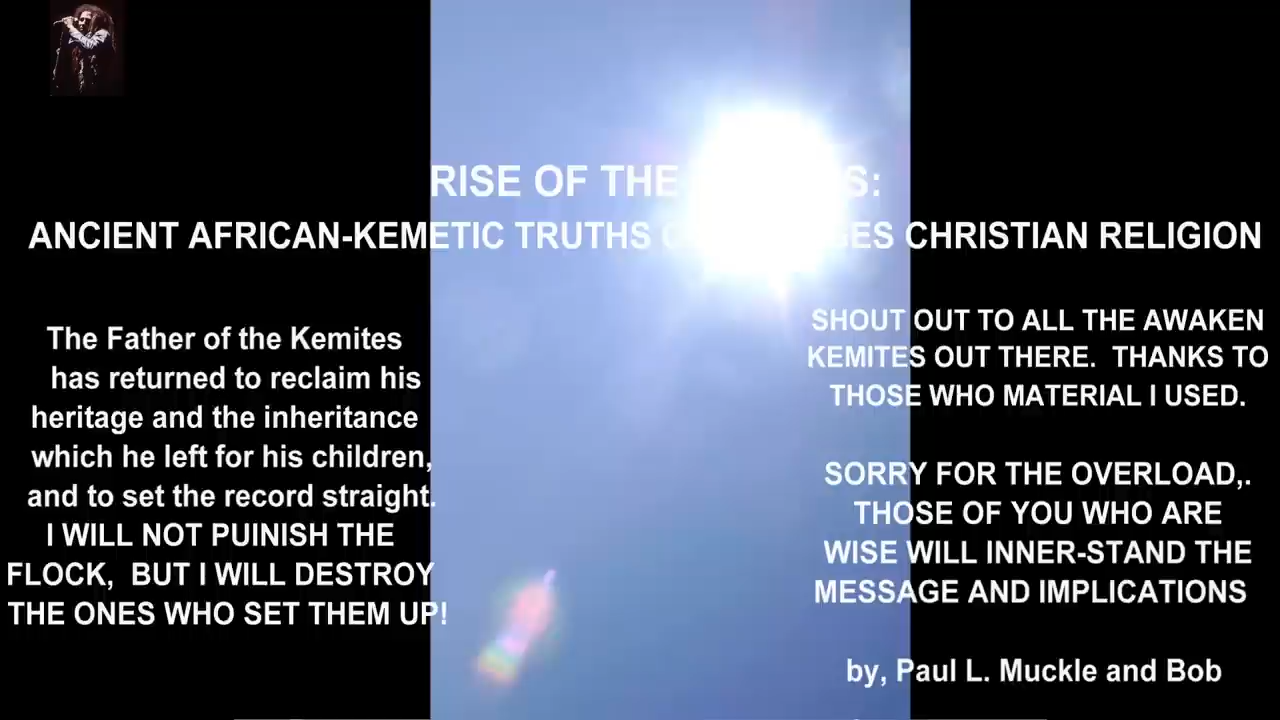 RISE OF THE S:
ANCIENT AFRICAN-KEMETIC TRUTHS CHRISTIAN RELIGION
The Father of the Kemites
has returned to reclaim his
heritage and the inheritance
which he left for his children,
and to set the record straight.
I WILL NOT PUINISH THE
FLOCK, BUT I WILL DESTROY
THE ONES WHO SET THEM UP!
SHOUT OUT TO ALL THE AWAKEN
KEMITES OUT THERE. THANKS TO
THOSE WHO MATERIAL I USED.
SORRY FOR THE OVERLOAD,.
THOSE OF YOU WHO ARE
WISE WILL INNER-STAND THE
MESSAGE AND IMPLICATIONS
by, Paul L. Muckle and Bob